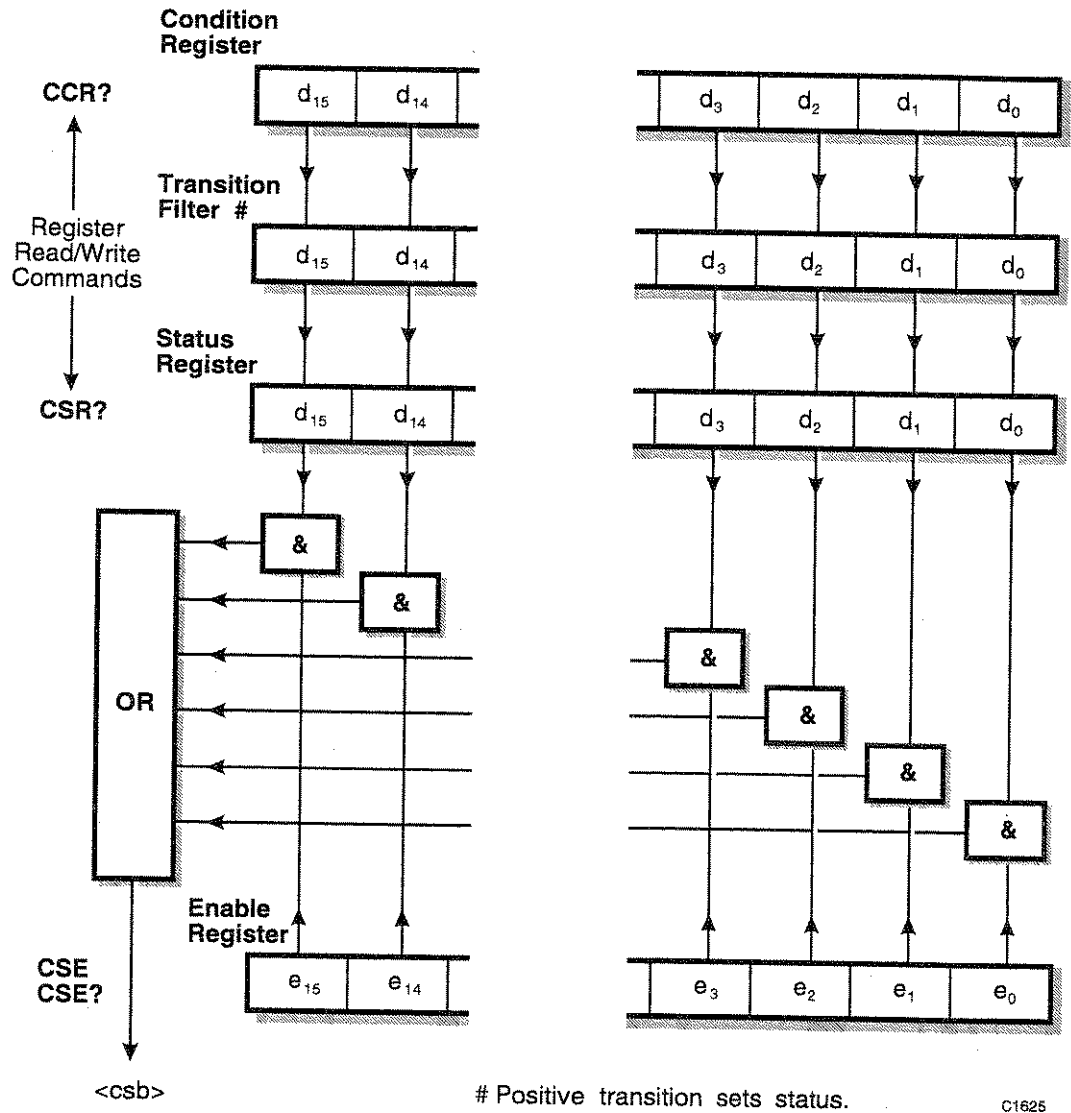 Condition
Register
CCR?
d₁₅ d₁₄ d₃ d₂ d₁ d₀
Transition
Filter #
Register
Read/Write
Commands
d₁₅ d₁₄ d₃ d₂ d₁ d₀
Status
Register
CSR?
d₁₅ d₁₄ d₃ d₂ d₁ d₀
&
&
&
OR
&
&
&
Enable
Register
CSE
CSE?
e₁₅ e₁₄ e₃ e₂ e₁ e₀
<csb>
# Positive transition sets status.
C1625